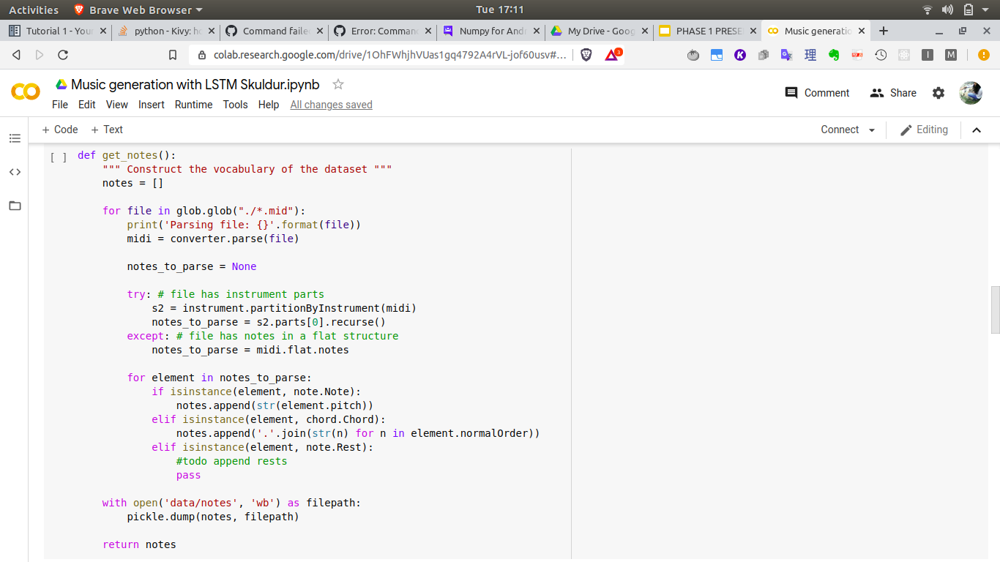 Activities Brave Web Browser Tue 17:11
Tutorial 1 - Your python - Kivy: ho Command faile Error: Comman Numpy for Andr My Drive - Goog PHASE 1 PRESE Music generatio
colab.research.google.com/drive/1OhFWhjhVUas1gq4792A4rVL-jof60usv#... 3
Music generation with LSTM Skuldur.ipynb
Comment Share
File Edit View Insert Runtime Tools Help All changes saved
+ Code + Text Connect Editing
[ ] def get_notes():
""" Construct the vocabulary of the dataset """
notes = []
for file in glob.glob("./*.mid"):
print('Parsing file: {}'.format(file))
midi = converter.parse(file)
notes_to_parse = None
try: # file has instrument parts
s2 = instrument.partitionByInstrument(midi)
notes_to_parse = s2.parts[0].recurse()
except: # file has notes in a flat structure
notes_to_parse = midi.flat.notes
for element in notes_to_parse:
if isinstance(element, note.Note):
notes.append(str(element.pitch))
elif isinstance(element, chord.Chord):
notes.append('.'.join(str(n) for n in element.normalOrder))
elif isinstance(element, note.Rest):
#todo append rests
pass
with open('data/notes', 'wb') as filepath:
pickle.dump(notes, filepath)
return notes